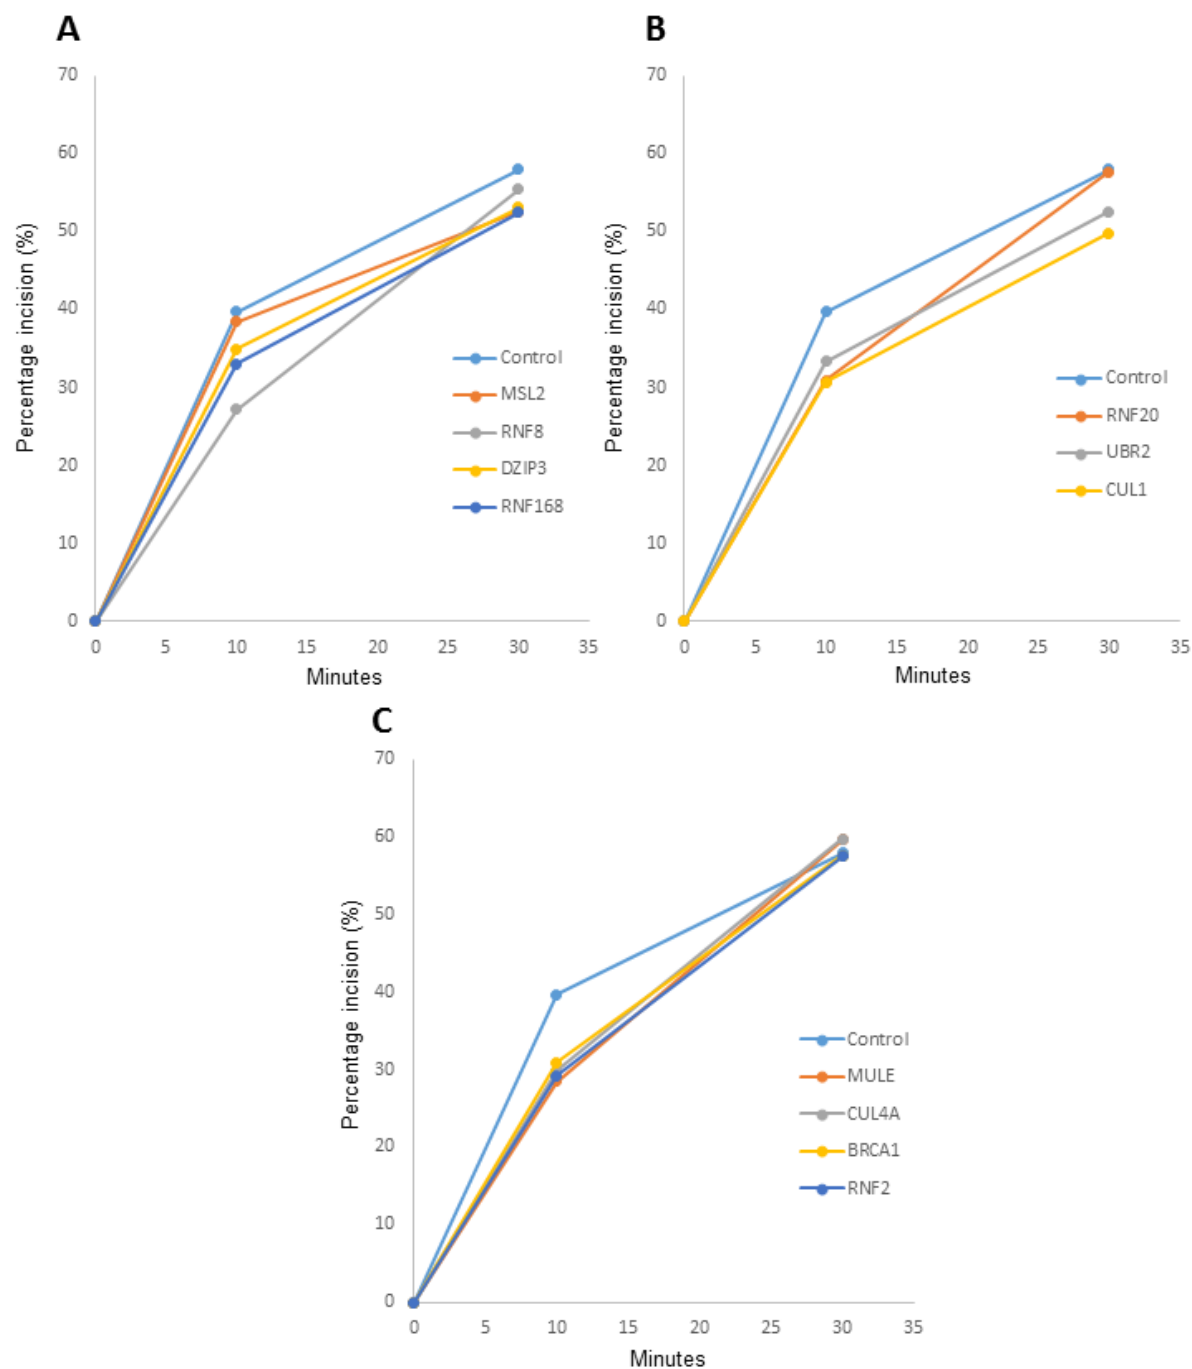 A
70
60
50
40
30
20
10
0
0 5 10 15 20 25 30 35
Percentage incision (%)
Minutes
Control
MSL2
RNF8
DZIP3
RNF168
B
70
60
50
40
30
20
10
0
0 5 10 15 20 25 30 35
Percentage incision (%)
Minutes
Control
RNF20
UBR2
CUL1
C
70
60
50
40
30
20
10
0
0 5 10 15 20 25 30 35
Percentage incision (%)
Minutes
Control
MULE
CUL4A
BRCA1
RNF2